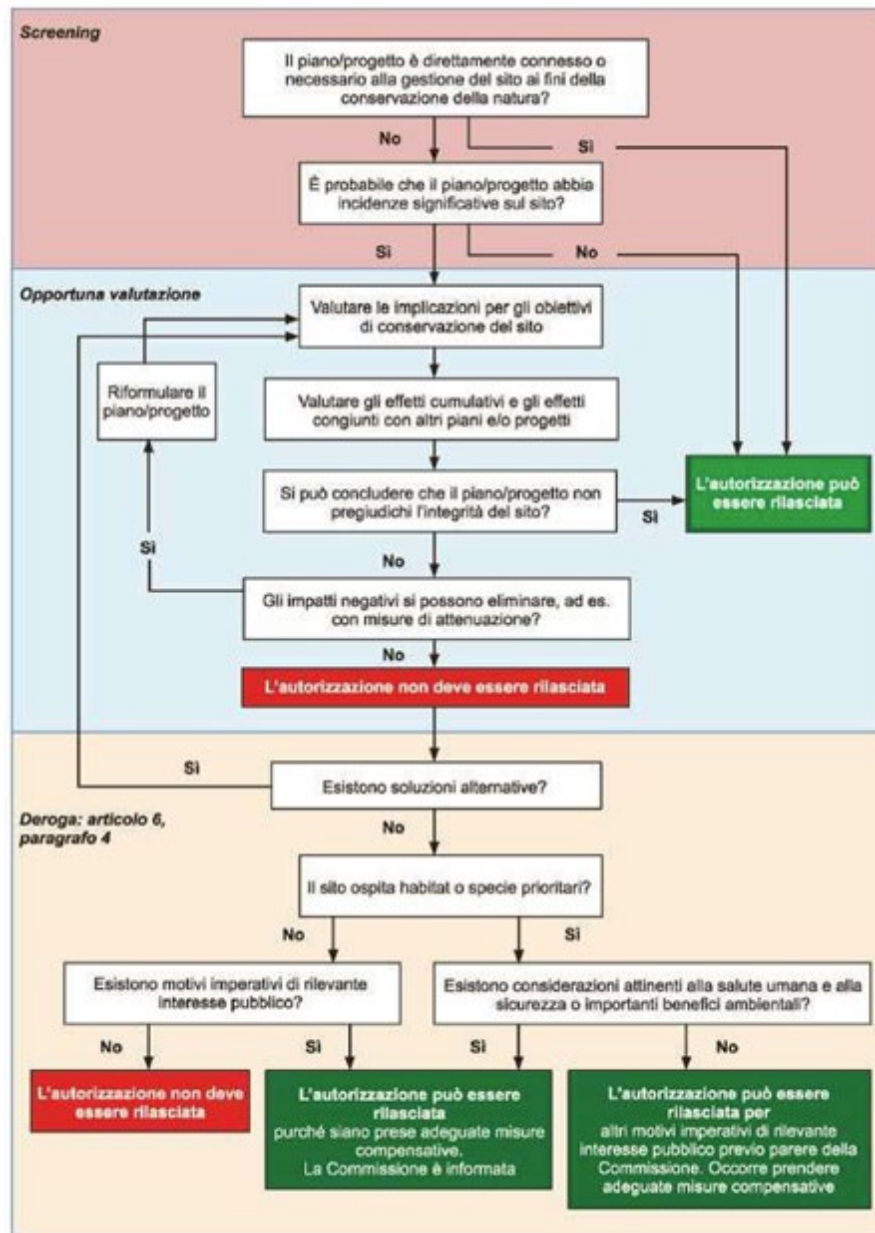 Screening
Il piano/progetto è direttamente connesso o
necessario alla gestione del sito ai fini della
conservazione della natura?
No
Sì
È probabile che il piano/progetto abbia
incidenze significative sul sito?
Sì
No
Opportuna valutazione
Valutare le implicazioni per gli obiettivi
di conservazione del sito
Riformulare il
piano/progetto
Valutare gli effetti cumulativi e gli effetti
congiunti con altri piani e/o progetti
Si può concludere che il piano/progetto non
pregiudichi l'integrità del sito?
Sì
L'autorizzazione può
essere rilasciata
Sì
No
Gli impatti negativi si possono eliminare, ad es.
con misure di attenuazione?
No
L'autorizzazione non deve essere rilasciata
Sì
Esistono soluzioni alternative?
Deroga: articolo 6,
paragrafo 4
No
Il sito ospita habitat o specie prioritari?
No
Sì
Esistono motivi imperativi di rilevante
interesse pubblico?
Esistono considerazioni attinenti alla salute umana e alla
sicurezza o importanti benefici ambientali?
No
Sì
Sì
No
L'autorizzazione non deve
essere rilasciata
L'autorizzazione può essere
rilasciata
purché siano prese adeguate misure
compensative.
La Commissione è informata
L'autorizzazione può essere
rilasciata per
altri motivi imperativi di rilevante
interesse pubblico previo parere della
Commissione. Occorre prendere
adeguate misure compensative